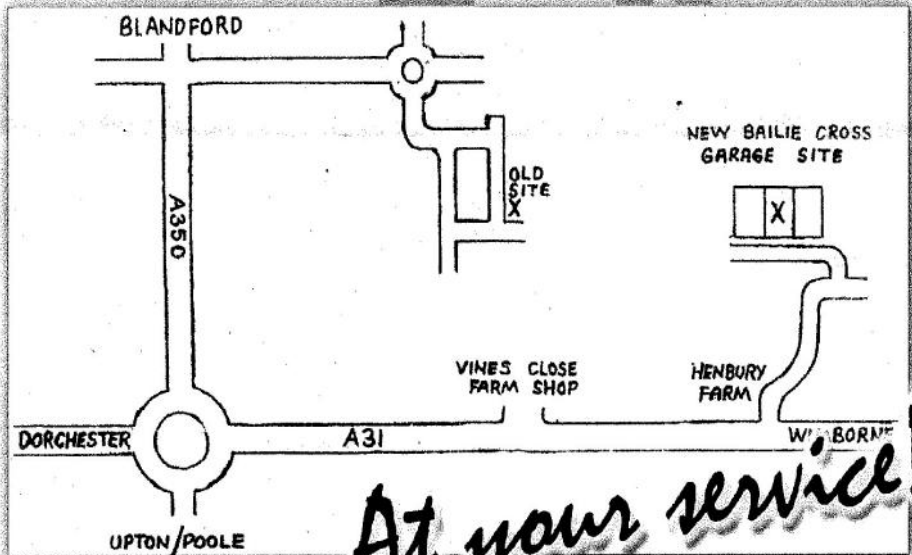 BLANDFORD
A350
OLD
SITE
X
NEW BAILIE CROSS
GARAGE SITE
X
VINES CLOSE
FARM SHOP
HENBURY
FARM
DORCHESTER
A31
UPTON/POOLE
At your service